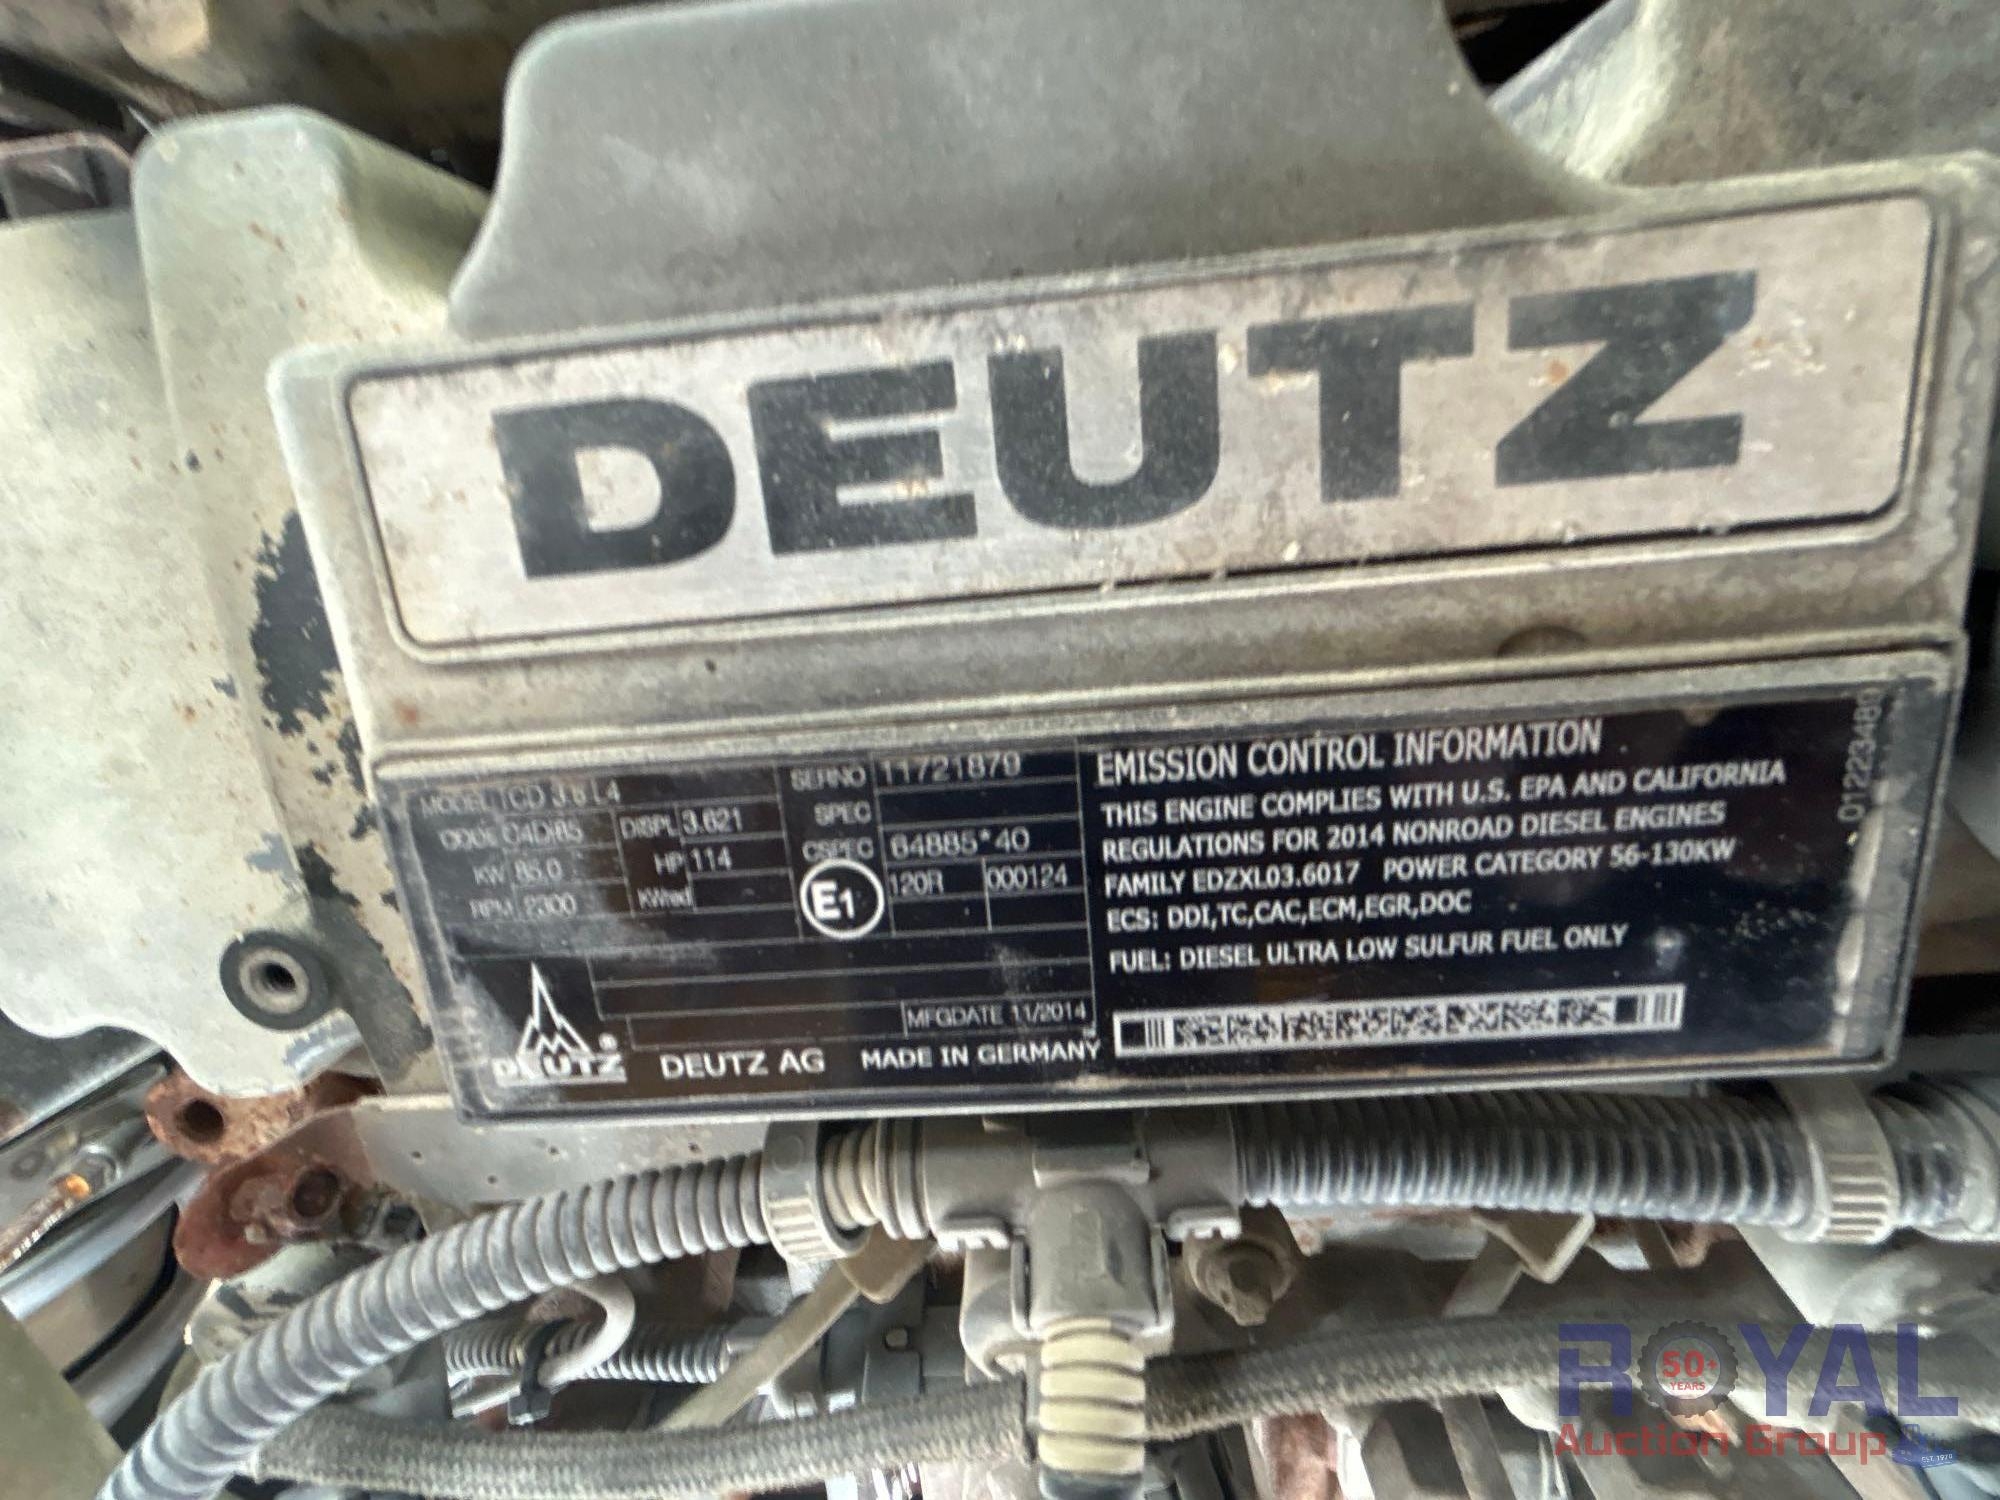 DEUTZ
MODEL TCD 3.6 L4
CODE C4DI85
DISPL 3.621
KW 85.0
HP 114
RPM 2300
KWred
SERNO 11721879
SPEC
CSPEC 64885*40
E1 120R 000124
MFGDATE 11/2014
DEUTZ®
DEUTZ AG MADE IN GERMANY
EMISSION CONTROL INFORMATION
THIS ENGINE COMPLIES WITH U.S. EPA AND CALIFORNIA
REGULATIONS FOR 2014 NONROAD DIESEL ENGINES
FAMILY EDZXL03.6017 POWER CATEGORY 56-130KW
ECS: DDI,TC,CAC,ECM,EGR,DOC
FUEL: DIESEL ULTRA LOW SULFUR FUEL ONLY
ROYAL
50+
YEARS
Auction Group
EST. 1970